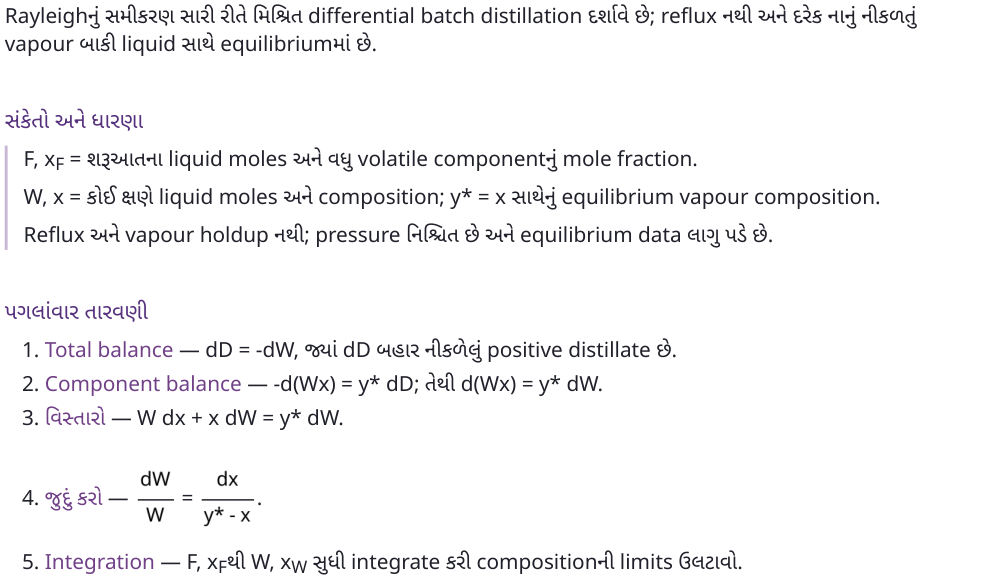 Rayleighનું સમીકરણ સારી રીતે મિશ્રિત differential batch distillation દર્શાવે છે; reflux નથી અને દરેક નાનું નીકળતું
vapour બાકી liquid સાથે equilibriumમાં છે.
સંકેતો અને ધારણા
F, x_F = શરૂઆતના liquid moles અને વધુ volatile componentનું mole fraction.
W, x = કોઈ ક્ષણે liquid moles અને composition; y* = x સાથેનું equilibrium vapour composition.
Reflux અને vapour holdup નથી; pressure નિશ્ચિત છે અને equilibrium data લાગુ પડે છે.
પગલાંવાર તારવણી
1. Total balance — dD = -dW, જ્યાં dD બહાર નીકળેલું positive distillate છે.
2. Component balance — -d(Wx) = y* dD; તેથી d(Wx) = y* dW.
3. વિસ્તારો — W dx + x dW = y* dW.
4. જુદું કરો — dW/W = dx/(y* - x).
5. Integration — F, x_Fથી W, x_W સુધી integrate કરી compositionની limits ઉલટાવો.